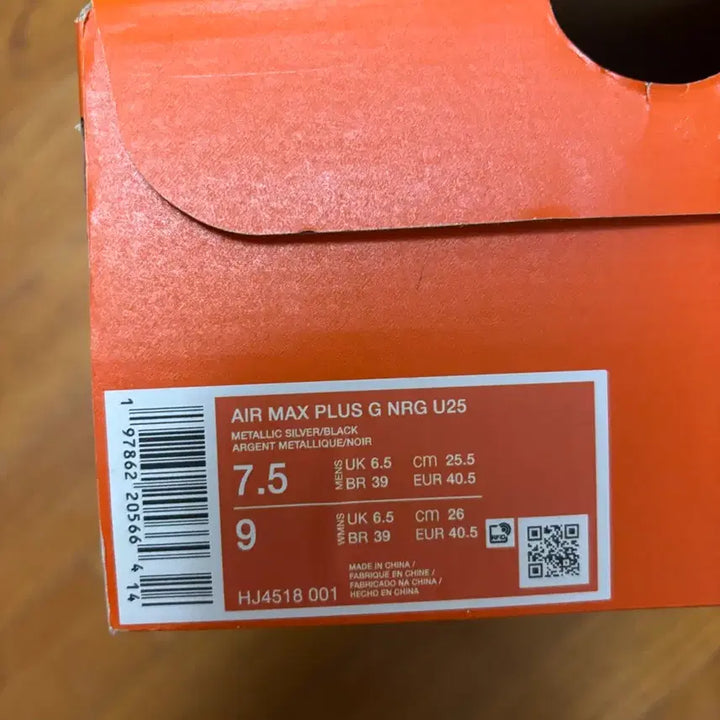 AIR MAX PLUS G NRG U25
METALLIC SILVER/BLACK
ARGENT METALLIQUE/NOIR
7.5
MENS
UK 6.5 cm 25.5
BR 39 EUR 40.5
9
WMNS
UK 6.5 cm 26
BR 39 EUR 40.5
RFID
MADE IN CHINA /
FABRIQUE EN CHINE /
FABRICADO NA CHINA /
HECHO EN CHINA
HJ4518 001
1 97862 20566 4 14